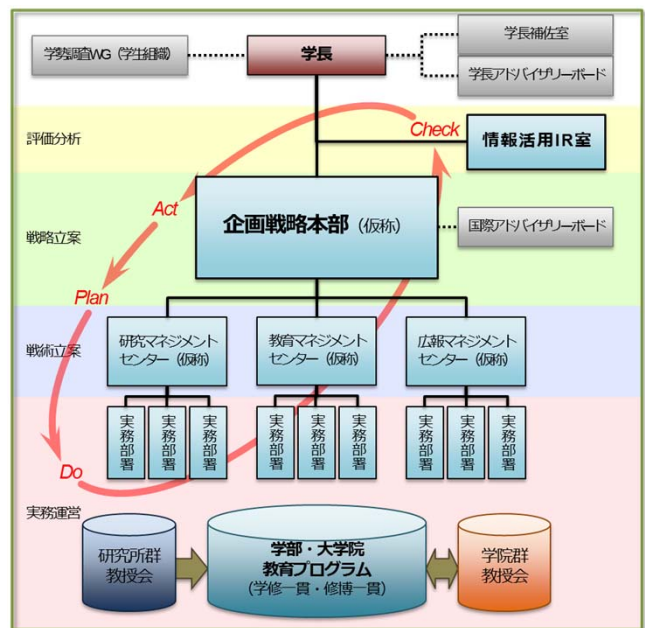 学勢調査WG（学生組織）
学長
学長補佐室
学長アドバイザリーボード
評価分析
Check
情報活用IR室
Act
戦略立案
企画戦略本部（仮称）
国際アドバイザリーボード
Plan
戦術立案
研究マネジメント
センター（仮称）
教育マネジメント
センター（仮称）
広報マネジメント
センター（仮称）
実務部署
実務部署
実務部署
実務部署
実務部署
実務部署
実務部署
実務部署
実務部署
Do
実務運営
研究所群
教授会
学部・大学院
教育プログラム
（学修一貫・修博一貫）
学院群
教授会